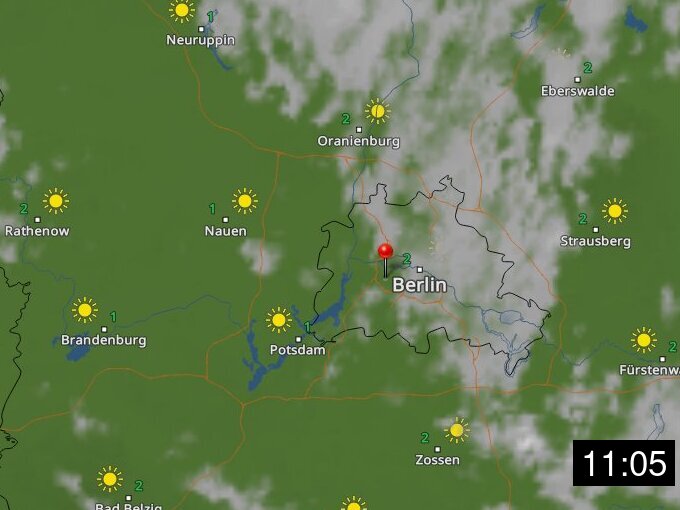 1
Neuruppin
2
Eberswalde
2
Oranienburg
2
Rathenow
1
Nauen
2
Strausberg
2
Berlin
1
Brandenburg
1
Potsdam
2
Fürstenwa
2
Zossen
11:05
2
Bad Belzig